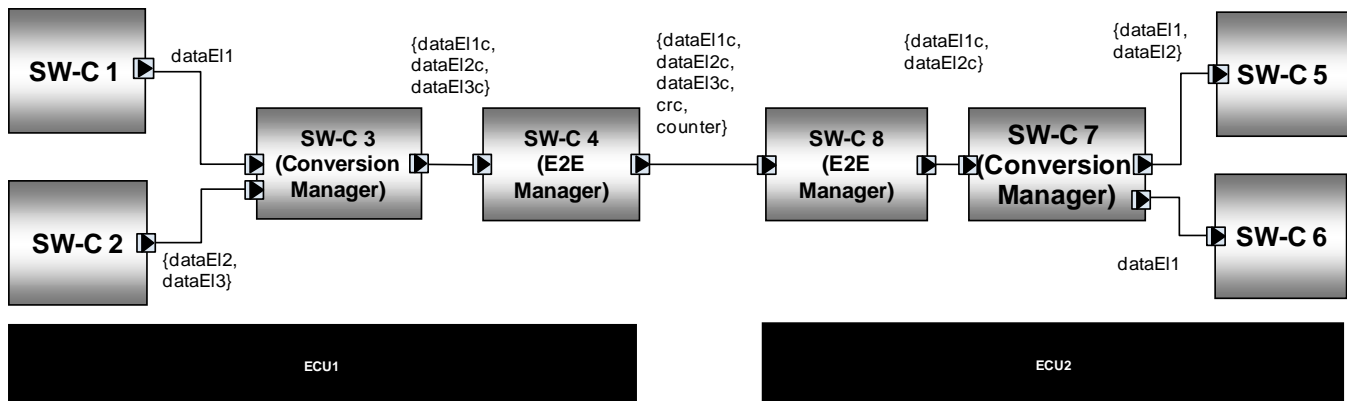 SW-C 1
dataEl1
SW-C 2
{dataEl2,
dataEl3}
SW-C 3
(Conversion
Manager)
{dataEl1c,
dataEl2c,
dataEl3c}
SW-C 4
(E2E
Manager)
{dataEl1c,
dataEl2c,
dataEl3c,
crc,
counter}
SW-C 8
(E2E
Manager)
{dataEl1c,
dataEl2c}
SW-C 7
(Conversion
Manager)
{dataEl1,
dataEl2}
SW-C 5
dataEl1
SW-C 6
ECU1
ECU2